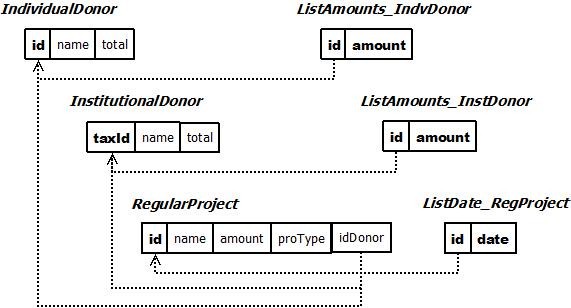 IndividualDonor ListAmounts_IndvDonor
id name total id amount
InstitutionalDonor ListAmounts_InstDonor
taxId name total id amount
RegularProject ListDate_RegProject
id name amount proType idDonor id date